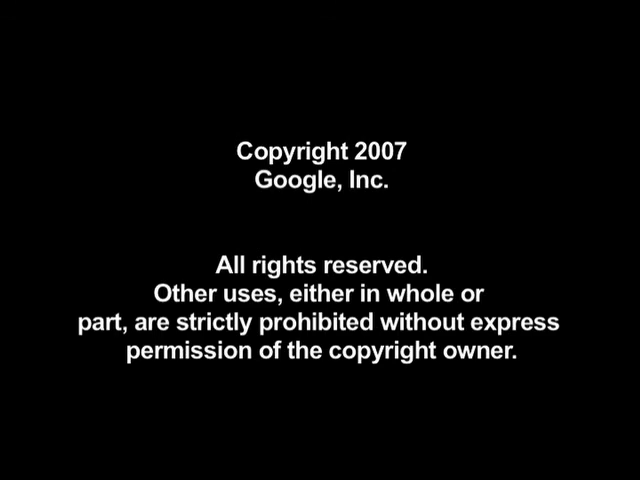 Copyright 2007
Google, Inc.
All rights reserved.
Other uses, either in whole or
part, are strictly prohibited without express
permission of the copyright owner.